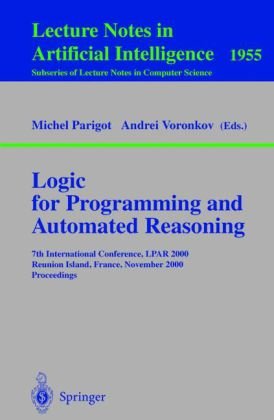 Lecture Notes in
Artificial Intelligence 1955
Subseries of Lecture Notes in Computer Science
Michel Parigot Andrei Voronkov (Eds.)
Logic
for Programming and
Automated Reasoning
7th International Conference, LPAR 2000
Reunion Island, France, November 2000
Proceedings
Springer